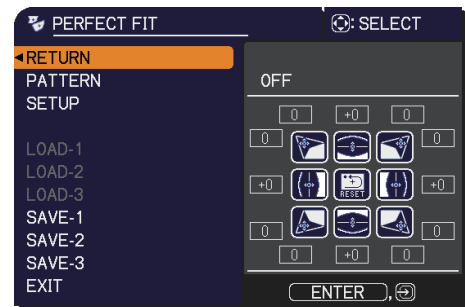 PERFECT FIT : SELECT
RETURN
PATTERN OFF
SETUP
0 +0 0
0 0
LOAD-1
LOAD-2
+0 RESET +0
LOAD-3
SAVE-1
0 0
SAVE-2
0 +0 0
SAVE-3
EXIT ENTER ,